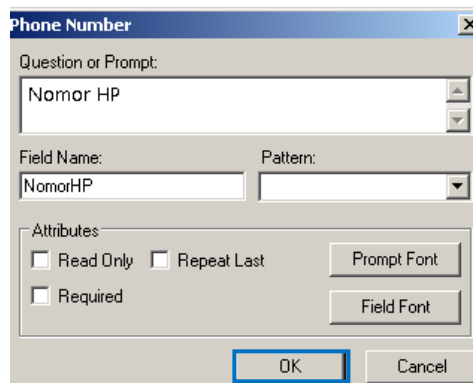 Phone Number
Question or Prompt:
Nomor HP
Field Name: Pattern:
NomorHP
Attributes
Read Only Repeat Last Prompt Font
Required Field Font
OK Cancel